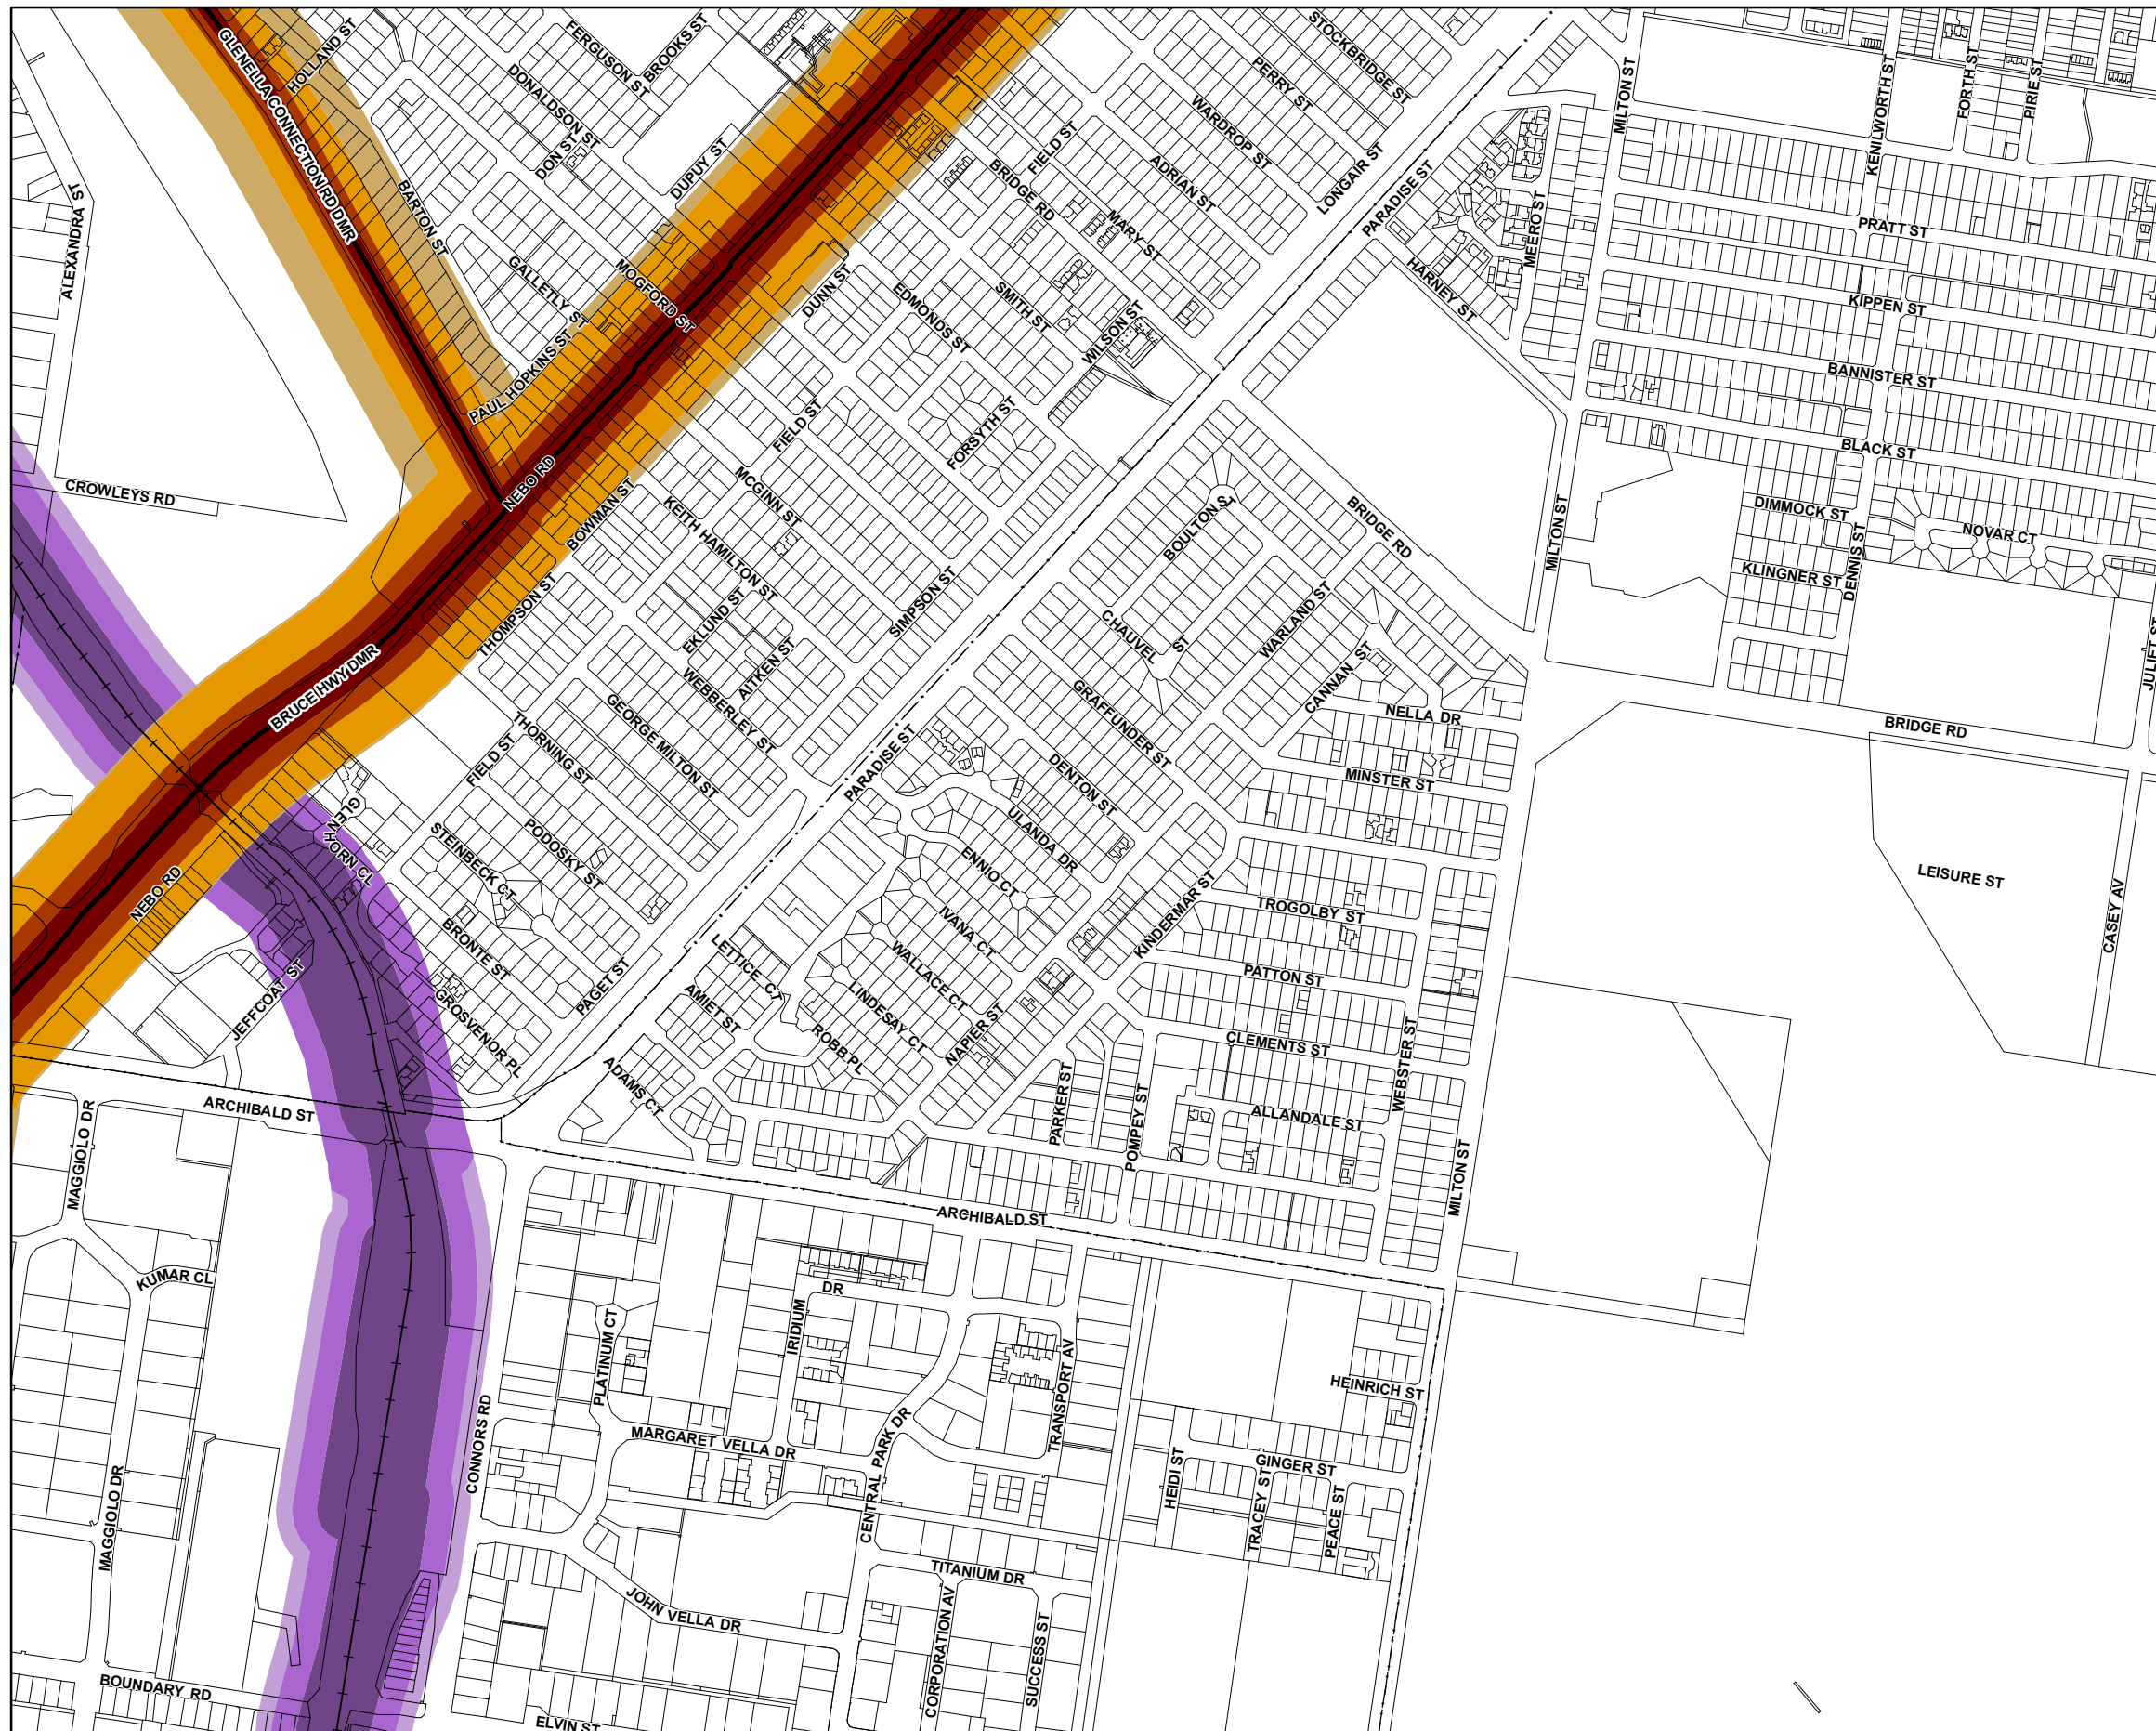 GLENELLA CONNECTION RD DMR
HOLLAND ST
FERGUSON ST
BROOKS ST
DONALDSON ST
DON ST
DUPUY ST
BARTON ST
ALEXANDRA ST
GALLETLY ST
MOGFORD ST
PAUL HOPKINS ST
NEBO RD
CROWLEYS RD
STOCKBRIDGE ST
PERRY ST
WARDROP ST
ADRIAN ST
FIELD ST
BRIDGE RD
MARY ST
LONGAIR ST
PARADISE ST
DUNN ST
EDMONDS ST
SMITH ST
WILSON ST
FORSYTH ST
FIELD ST
MCGINN ST
BOWMAN ST
KEITH HAMILTON ST
SIMPSON ST
EKLUND ST
AITKEN ST
WEBBERLEY ST
THOMPSON ST
BRUCE HWY DMR
MILTON ST
KENILWORTH ST
FORTH ST
PIRIE ST
MEERO ST
HARNEY ST
PRATT ST
KIPPEN ST
BANNISTER ST
BLACK ST
DIMMOCK ST
NOVAR CT
KLINGNER ST
DENNIS ST
JULIET ST
MILTON ST
BRIDGE RD
BRIDGE RD
BOULTON ST
WARLAND ST
CHAUVEL
ST
CANNAN ST
NELLA DR
GRAFFUNDER ST
MINSTER ST
DENTON ST
PARADISE ST
GEORGE MILTON ST
THORNING ST
FIELD ST
GLENTHORN CL
STEINBECK CT
PODOSKY ST
ULANDA DR
ENNIO CT
IVANA CT
WALLACE CT
LINDESAY CT
KINDERMAR ST
TROGOLBY ST
PATTON ST
CLEMENTS ST
WEBSTER ST
ALLANDALE ST
LEISURE ST
CASEY AV
NEBO RD
JEFFCOAT ST
BRONTE ST
GROSVENOR PL
PAGET ST
LETTICE CT
AMIET ST
ROBB PL
NAPIER ST
ADAMS CT
PARKER ST
POMPEY ST
MILTON ST
ARCHIBALD ST
ARCHIBALD ST
MAGGIOLO DR
KUMAR CL
MAGGIOLO DR
BOUNDARY RD
CONNORS RD
PLATINUM CT
IRIDIUM
DR
MARGARET VELLA DR
CENTRAL PARK DR
TRANSPORT AV
HEINRICH ST
GINGER ST
HEIDI ST
TRACEY ST
PEACE ST
TITANIUM DR
JOHN VELLA DR
CORPORATION AV
SUCCESS ST
ELVIN ST